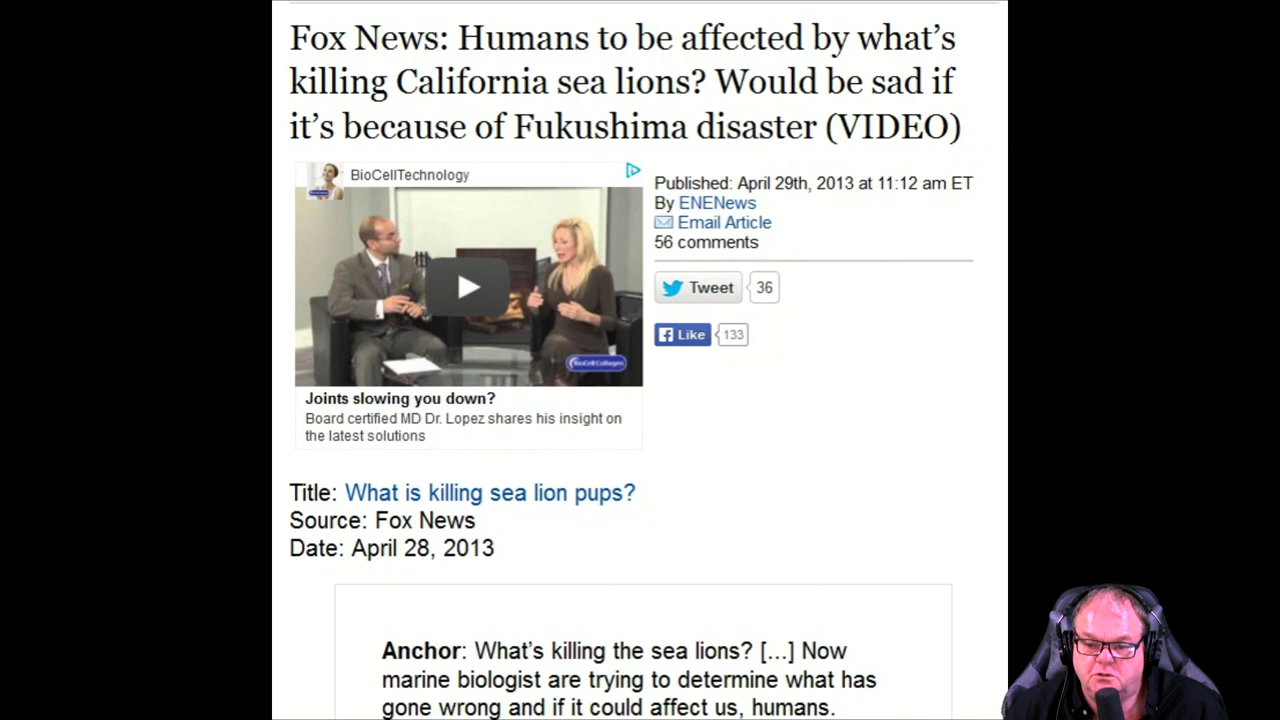 Fox News: Humans to be affected by what's
killing California sea lions? Would be sad if
it's because of Fukushima disaster (VIDEO)
BioCellTechnology
BioCell Collagen
Joints slowing you down?
Board certified MD Dr. Lopez shares his insight on
the latest solutions
Published: April 29th, 2013 at 11:12 am ET
By ENENews
Email Article
56 comments
Tweet 36
Like 133
Title: What is killing sea lion pups?
Source: Fox News
Date: April 28, 2013
Anchor: What's killing the sea lions? [...] Now
marine biologist are trying to determine what has
gone wrong and if it could affect us, humans.